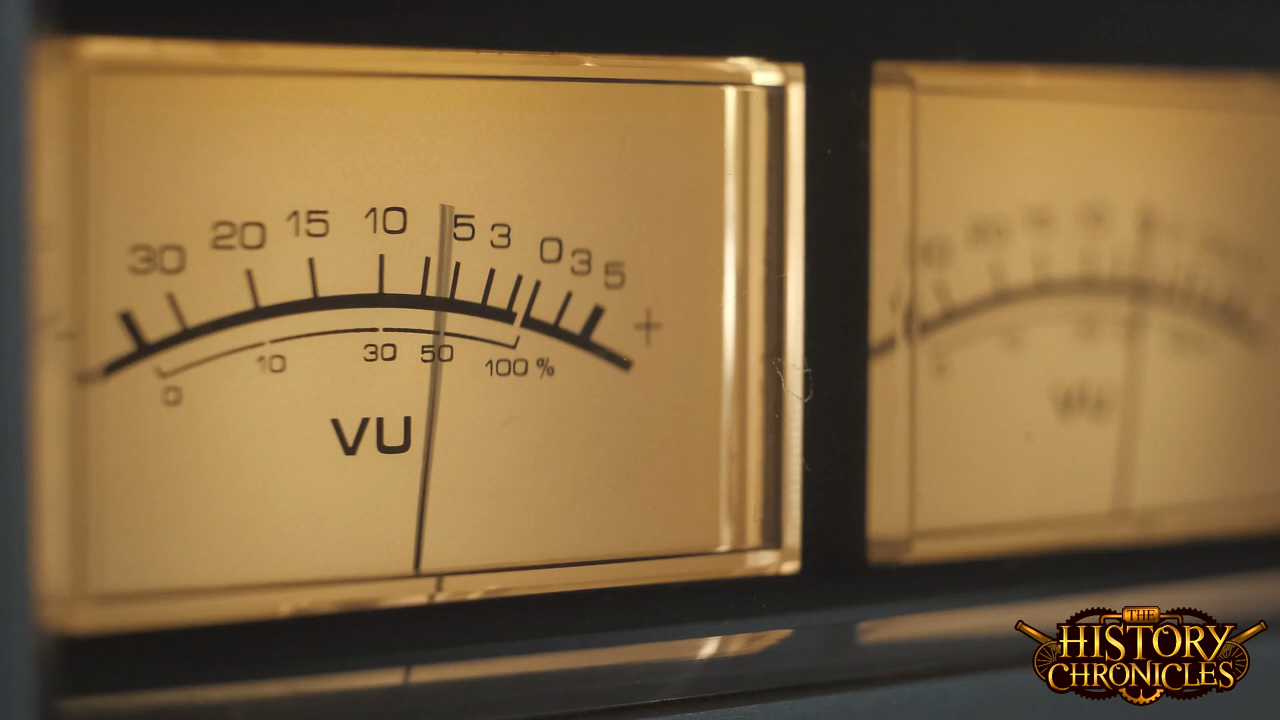 30 20 15 10 5 3 0 3 5 +
0 10 30 50 100 %
VU
THE
HISTORY
CHRONICLES